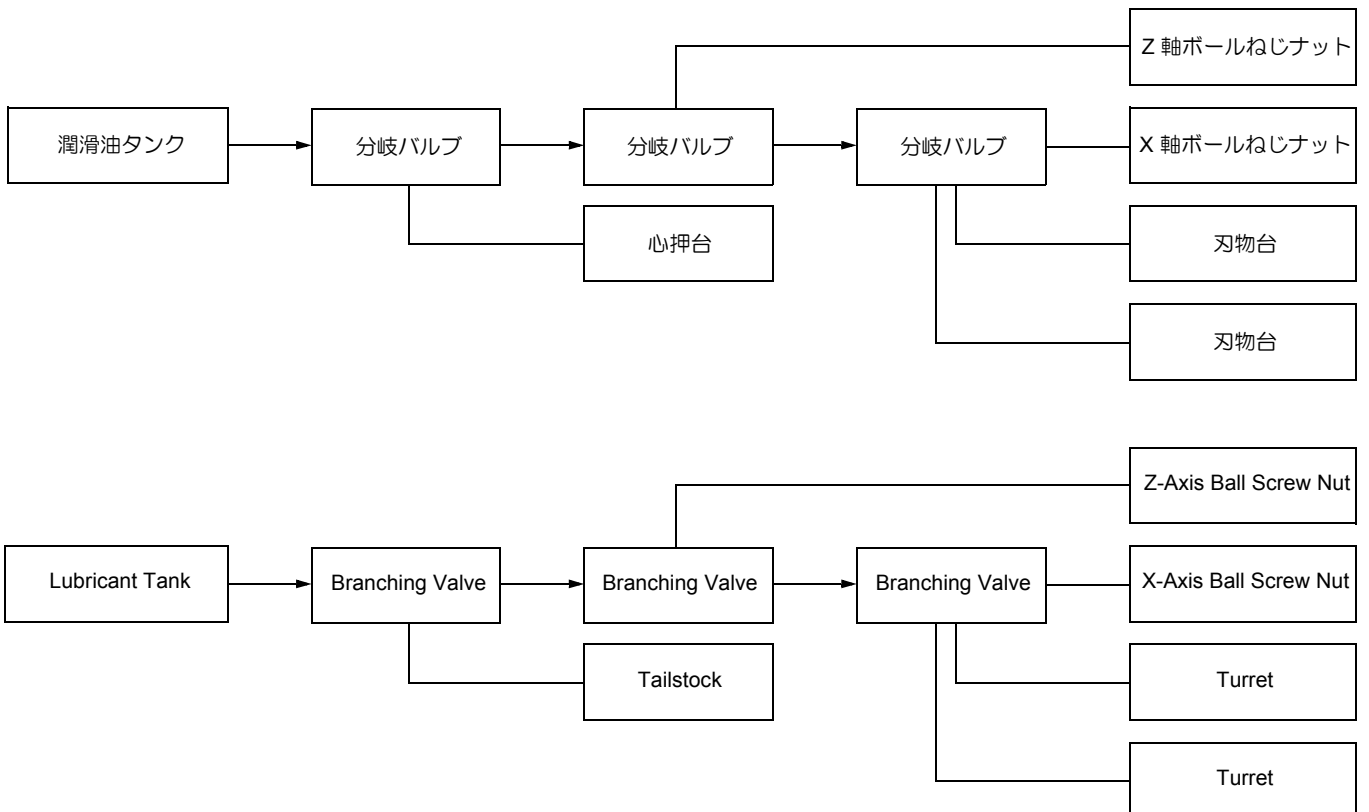 Z 軸ボールねじナット
潤滑油タンク
分岐バルブ
分岐バルブ
分岐バルブ
X 軸ボールねじナット
心押台
刃物台
刃物台
Z-Axis Ball Screw Nut
Lubricant Tank
Branching Valve
Branching Valve
Branching Valve
X-Axis Ball Screw Nut
Tailstock
Turret
Turret